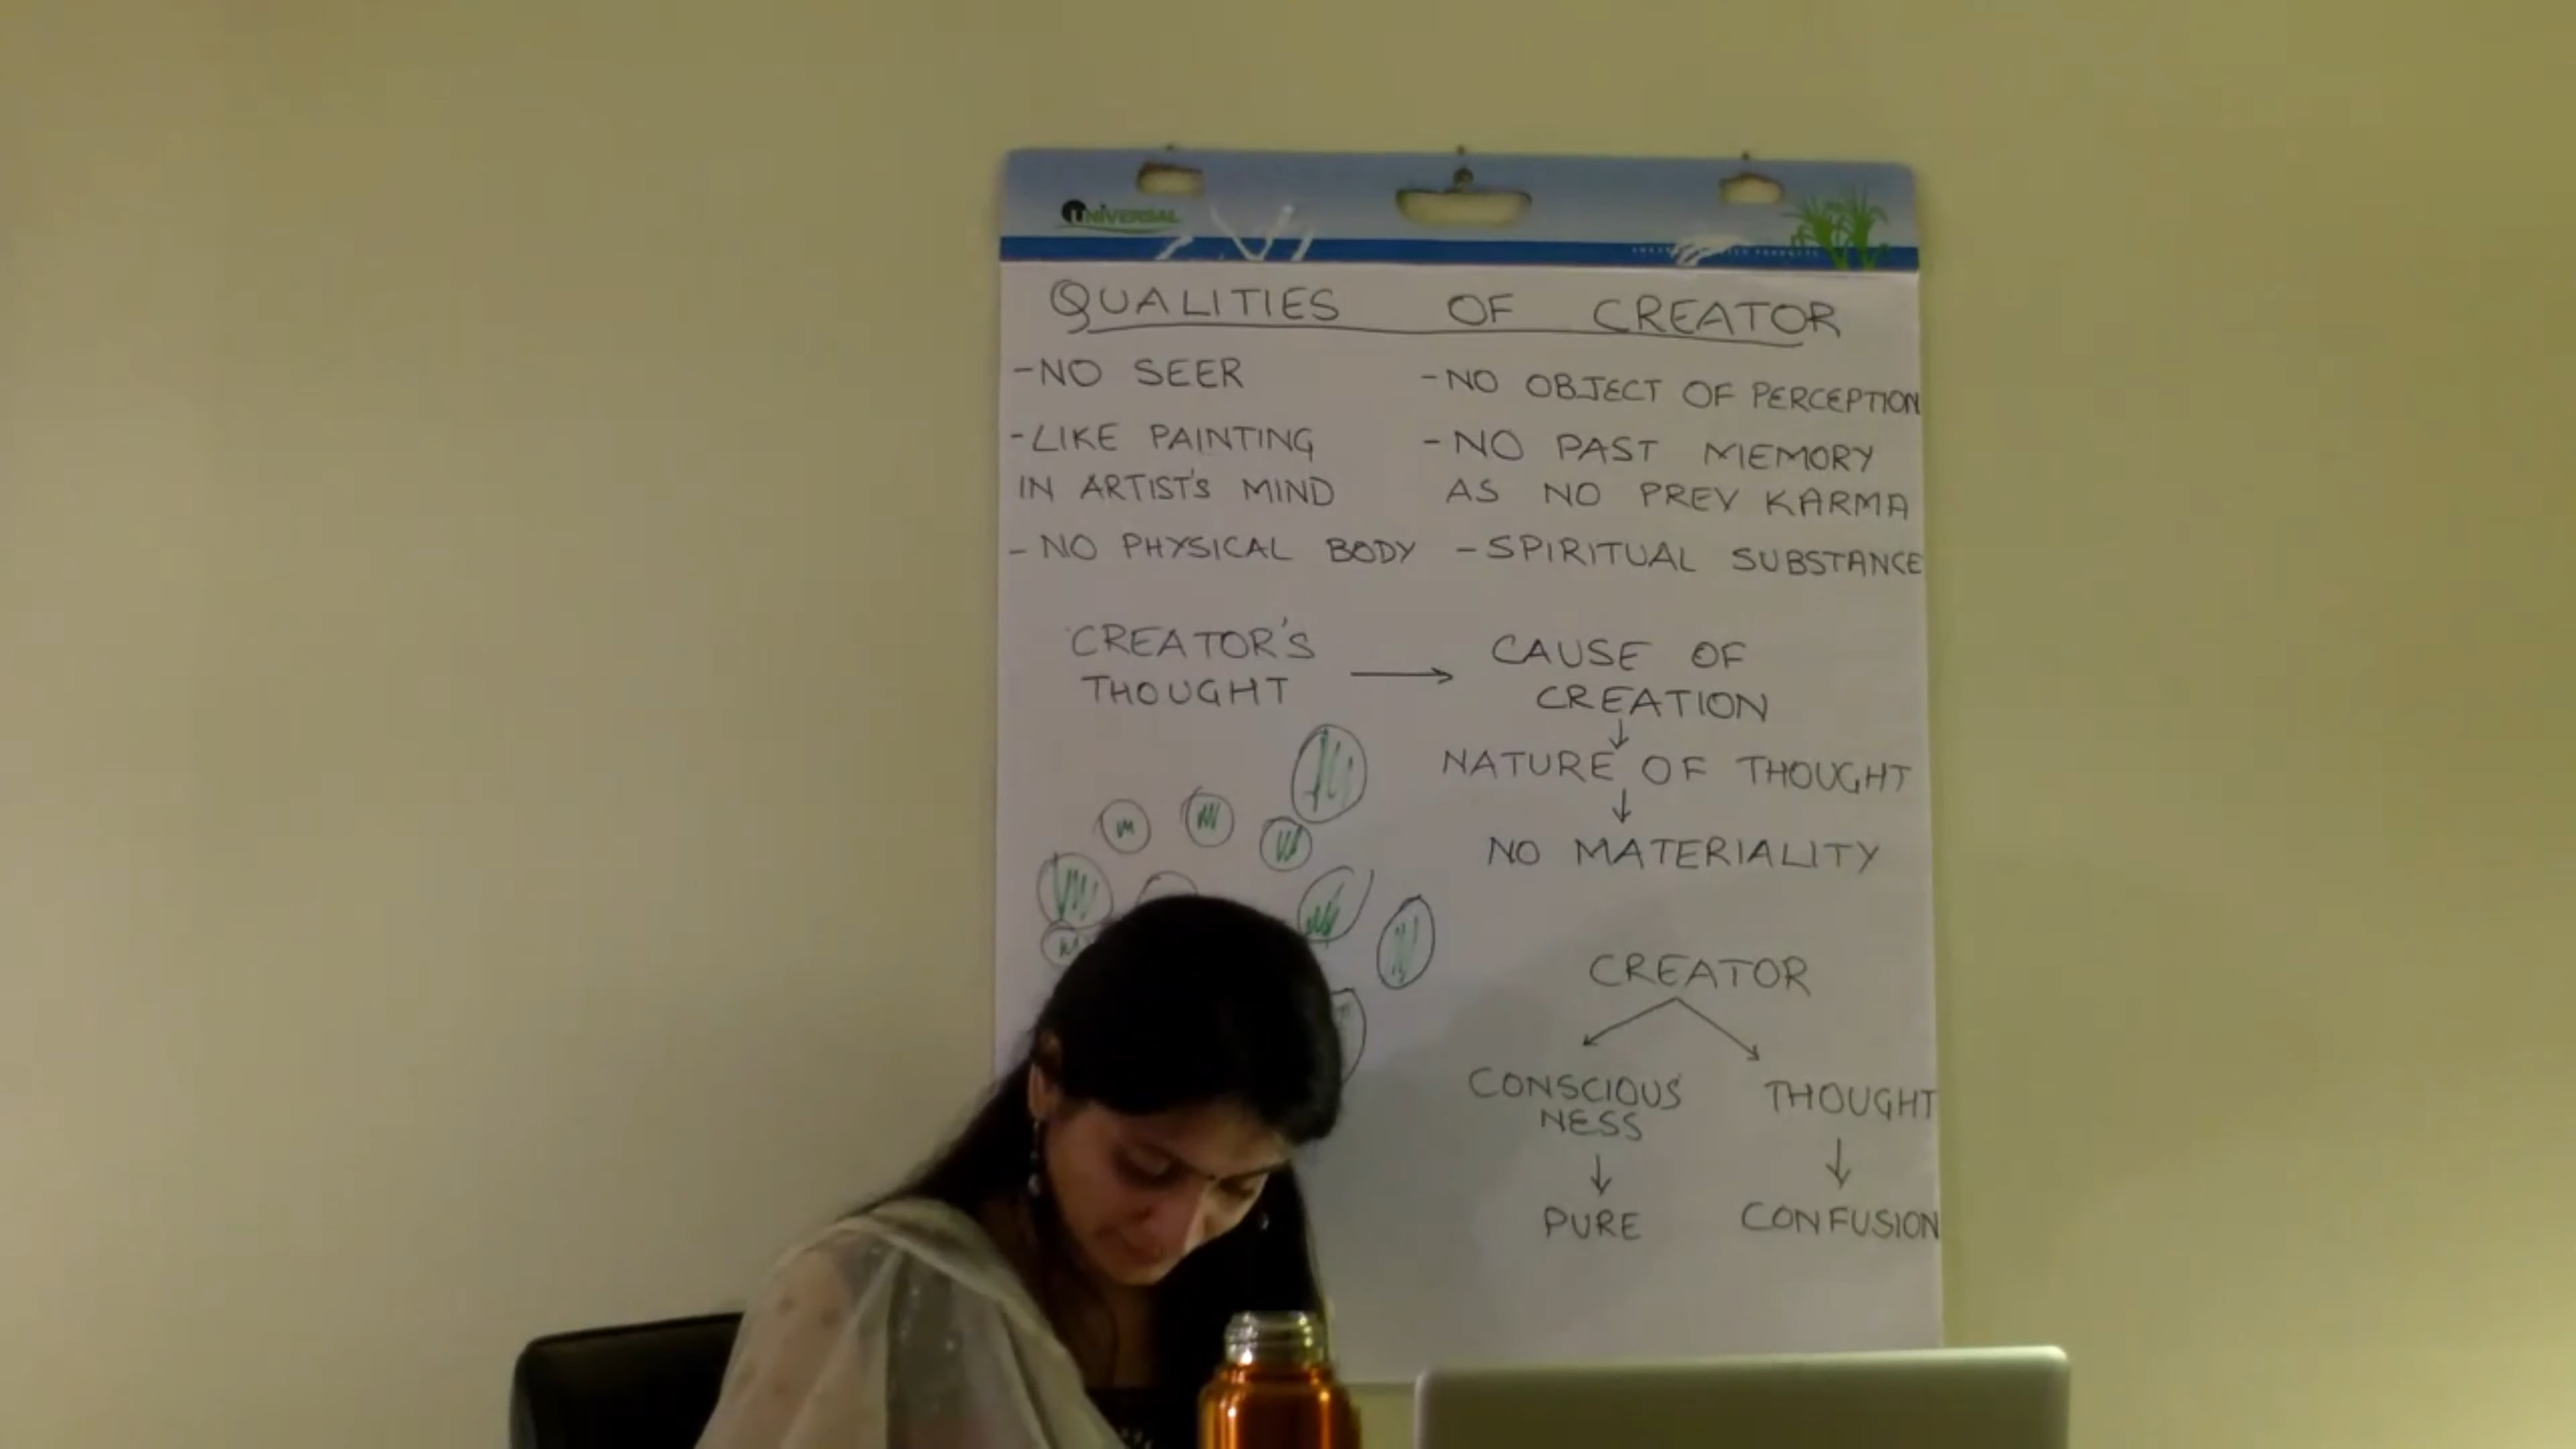 UNIVERSAL
QUALITIES OF CREATOR
-NO SEER
-NO OBJECT OF PERCEPTION
-LIKE PAINTING
IN ARTIST'S MIND
-NO PAST MEMORY
AS NO PREV KARMA
-NO PHYSICAL BODY
-SPIRITUAL SUBSTANCE
CREATOR'S
THOUGHT
→
CAUSE OF
CREATION
↓
NATURE OF THOUGHT
↓
NO MATERIALITY
CREATOR
CONSCIOUS
NESS
↓
PURE
THOUGHT
↓
CONFUSION